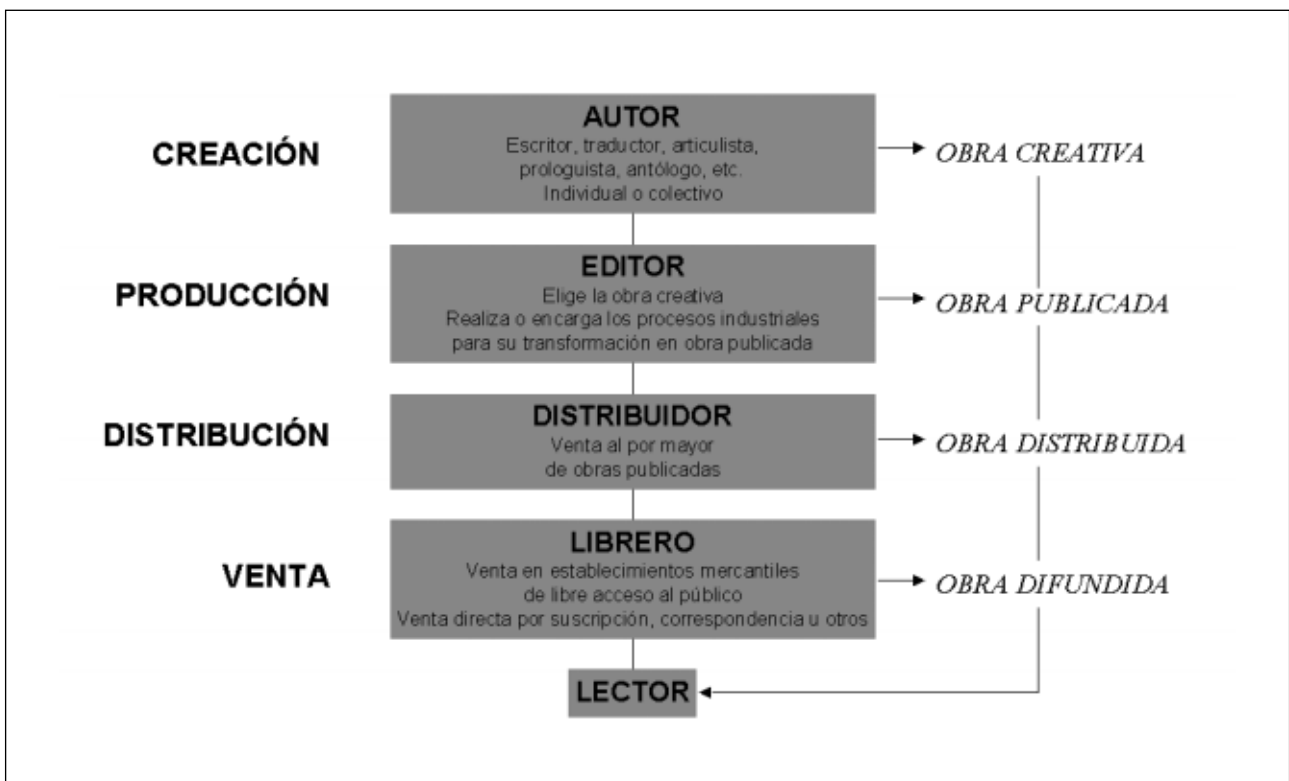 CREACIÓN
AUTOR
Escritor, traductor, articulista,
prologuista, antólogo, etc.
Individual o colectivo
OBRA CREATIVA
PRODUCCIÓN
EDITOR
Elige la obra creativa
Realiza o encarga los procesos industriales
para su transformación en obra publicada
OBRA PUBLICADA
DISTRIBUCIÓN
DISTRIBUIDOR
Venta al por mayor
de obras publicadas
OBRA DISTRIBUIDA
VENTA
LIBRERO
Venta en establecimientos mercantiles
de libre acceso al público
Venta directa por suscripción, correspondencia u otros
OBRA DIFUNDIDA
LECTOR